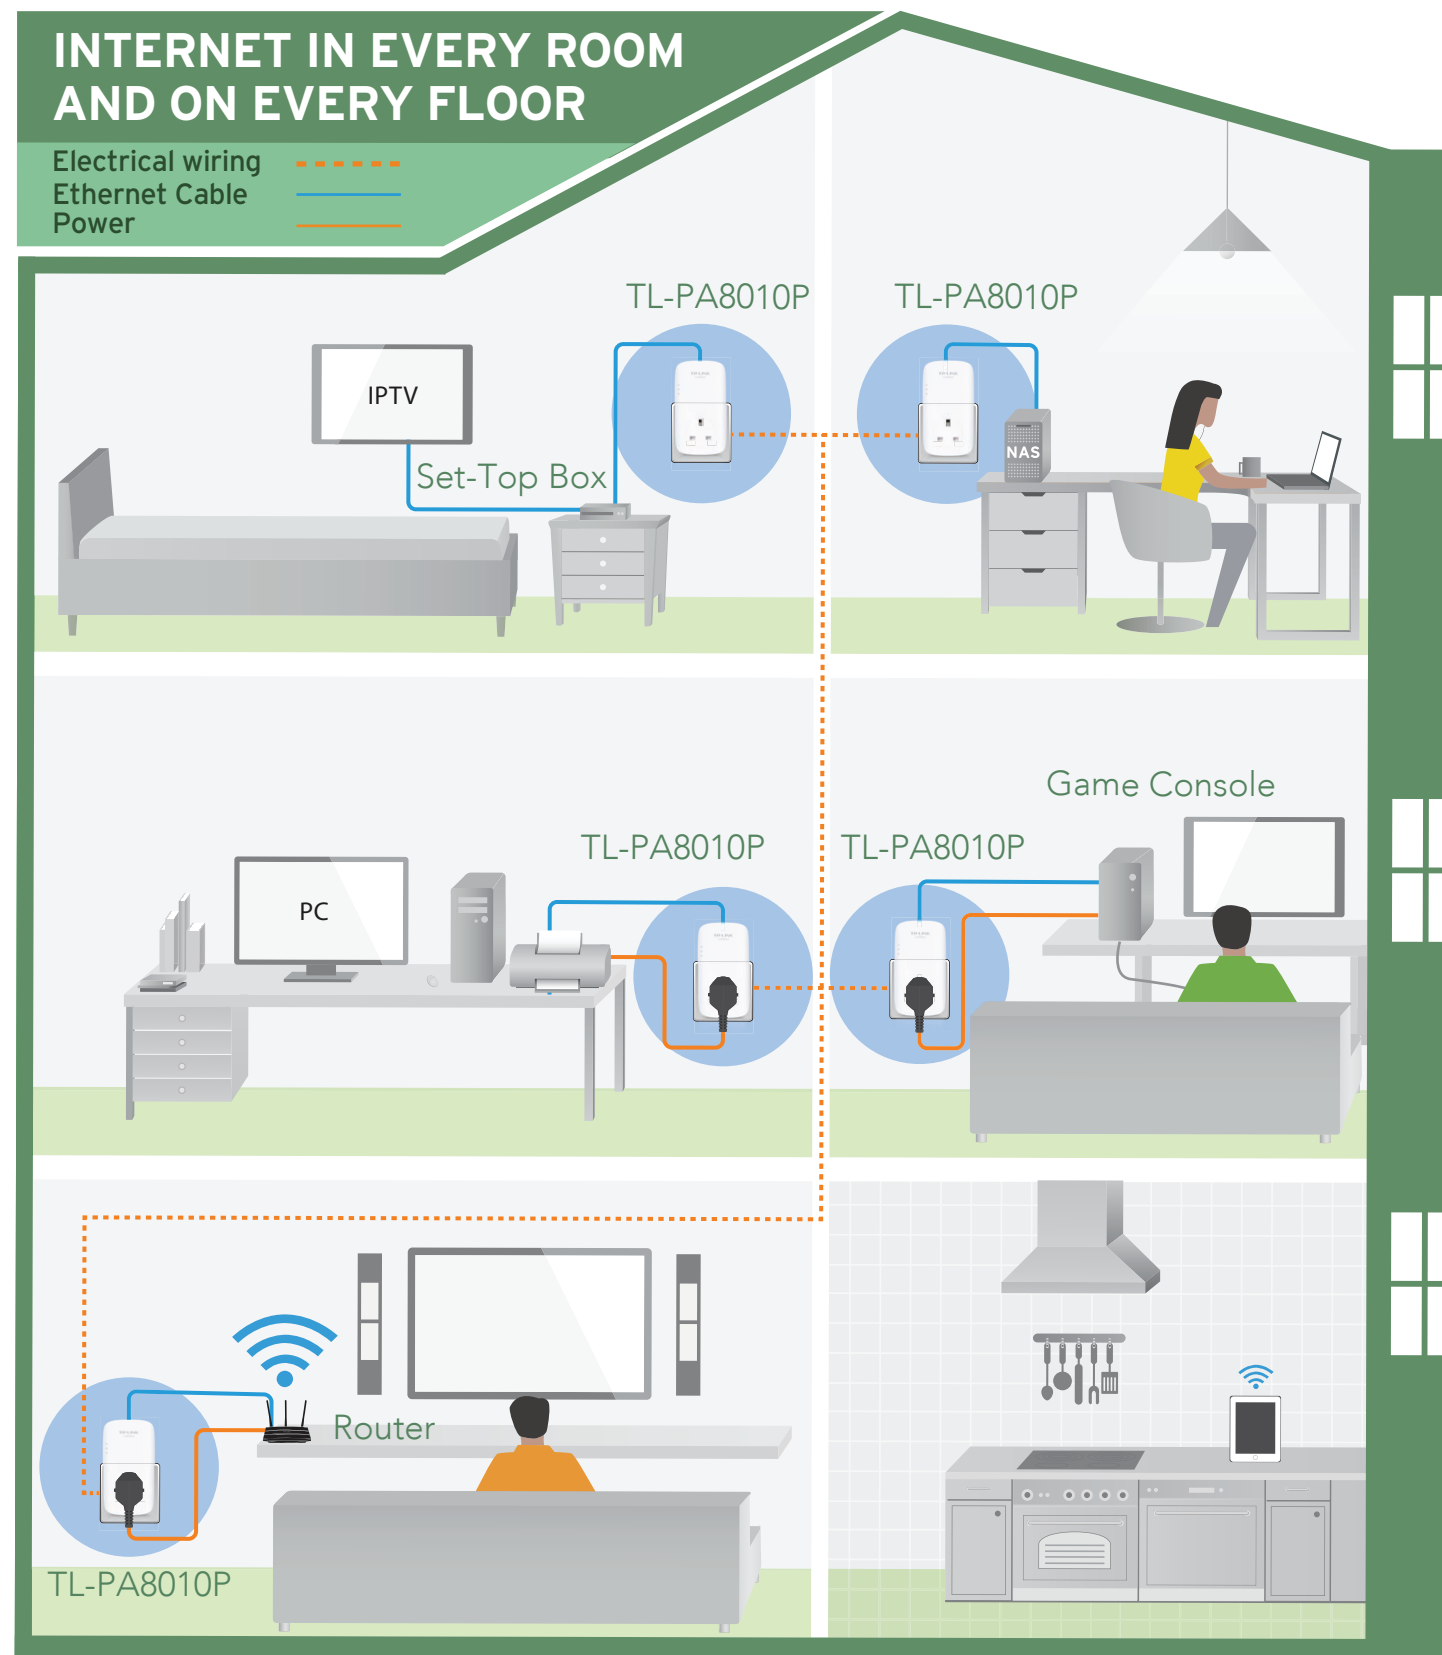 INTERNET IN EVERY ROOM
AND ON EVERY FLOOR
Electrical wiring
Ethernet Cable
Power
TL-PA8010P
TL-PA8010P
IPTV
Set-Top Box
NAS
Game Console
TL-PA8010P
TL-PA8010P
PC
Router
TL-PA8010P